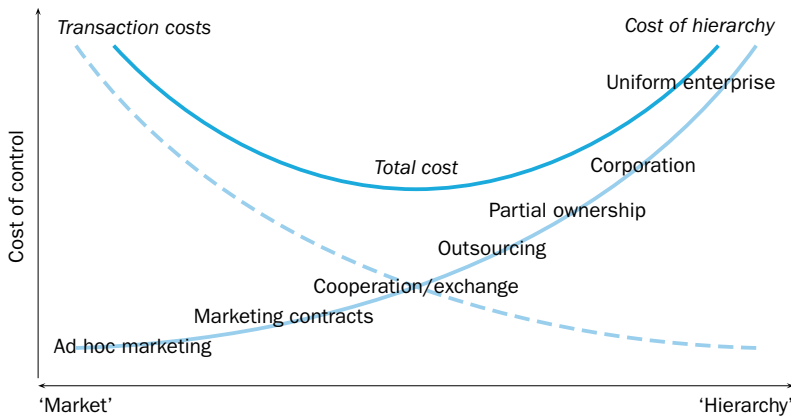 Transaction costs
Cost of hierarchy
Uniform enterprise
Total cost
Corporation
Partial ownership
Outsourcing
Cooperation/exchange
Marketing contracts
Ad hoc marketing
Cost of control
‘Market’
‘Hierarchy’